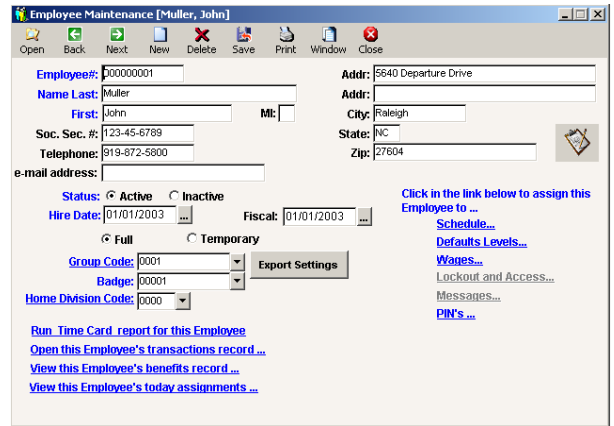 Employee Maintenance [Muller, John]
Open Back Next New Delete Save Print Window Close
Employee#: 000000001
Addr: 5640 Departure Drive
Name Last: Muller
Addr:
First: John MI:
City: Raleigh
Soc. Sec. #: 123-45-6789
State: NC
Telephone: 919-872-5800
Zip: 27604
e-mail address:
Status: Active Inactive
Hire Date: 01/01/2003 ... Fiscal: 01/01/2003 ...
Full Temporary
Group Code: 0001
Badge: 00001
Export Settings
Home Division Code: 0000
Click in the link below to assign this
Employee to ...
Schedule...
Defaults Levels...
Wages...
Lockout and Access...
Messages...
PIN's ...
Run Time Card report for this Employee
Open this Employee's transactions record ...
View this Employee's benefits record ...
View this Employee's today assignments ...